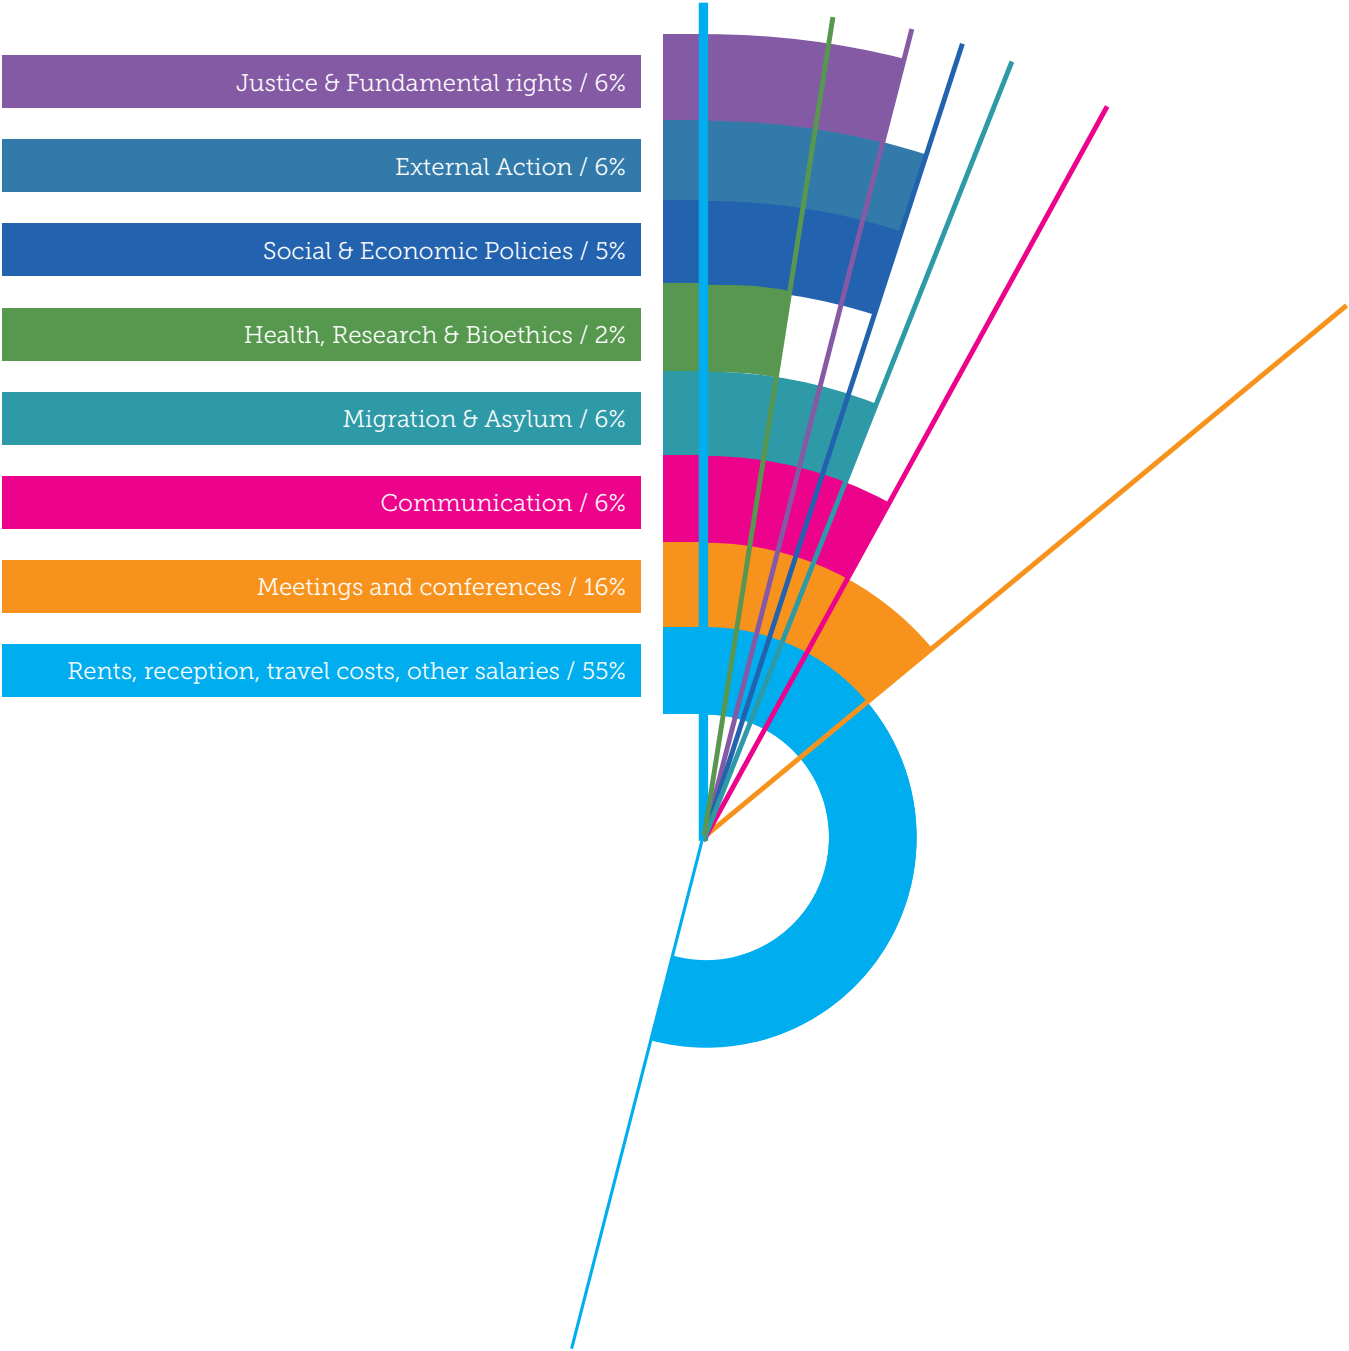 Justice & Fundamental rights / 6%
External Action / 6%
Social & Economic Policies / 5%
Health, Research & Bioethics / 2%
Migration & Asylum / 6%
Communication / 6%
Meetings and conferences / 16%
Rents, reception, travel costs, other salaries / 55%